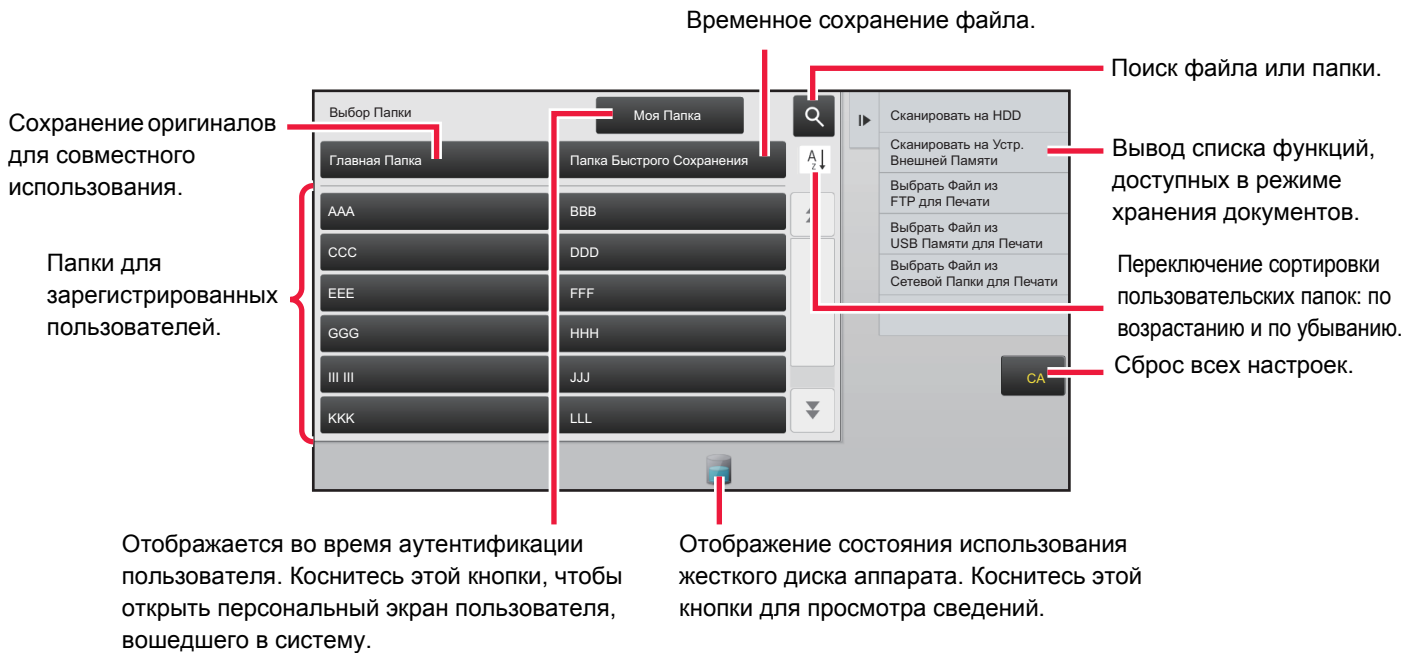 Временное сохранение файла.
Поиск файла или папки.
Сохранение оригиналов
для совместного
использования.
Папки для
зарегистрированных
пользователей.
Выбор Папки
Моя Папка
Главная Папка
Папка Быстрого Сохранения
A
Z
AAA
BBB
CCC
DDD
EEE
FFF
GGG
HHH
III III
JJJ
KKK
LLL
Сканировать на HDD
Сканировать на Устр.
Внешней Памяти
Выбрать Файл из
FTP для Печати
Выбрать Файл из
USB Памяти для Печати
Выбрать Файл из
Сетевой Папки для Печати
CA
Вывод списка функций,
доступных в режиме
хранения документов.
Переключение сортировки
пользовательских папок: по
возрастанию и по убыванию.
Сброс всех настроек.
Отображается во время аутентификации
пользователя. Коснитесь этой кнопки, чтобы
открыть персональный экран пользователя,
вошедшего в систему.
Отображение состояния использования
жесткого диска аппарата. Коснитесь этой
кнопки для просмотра сведений.